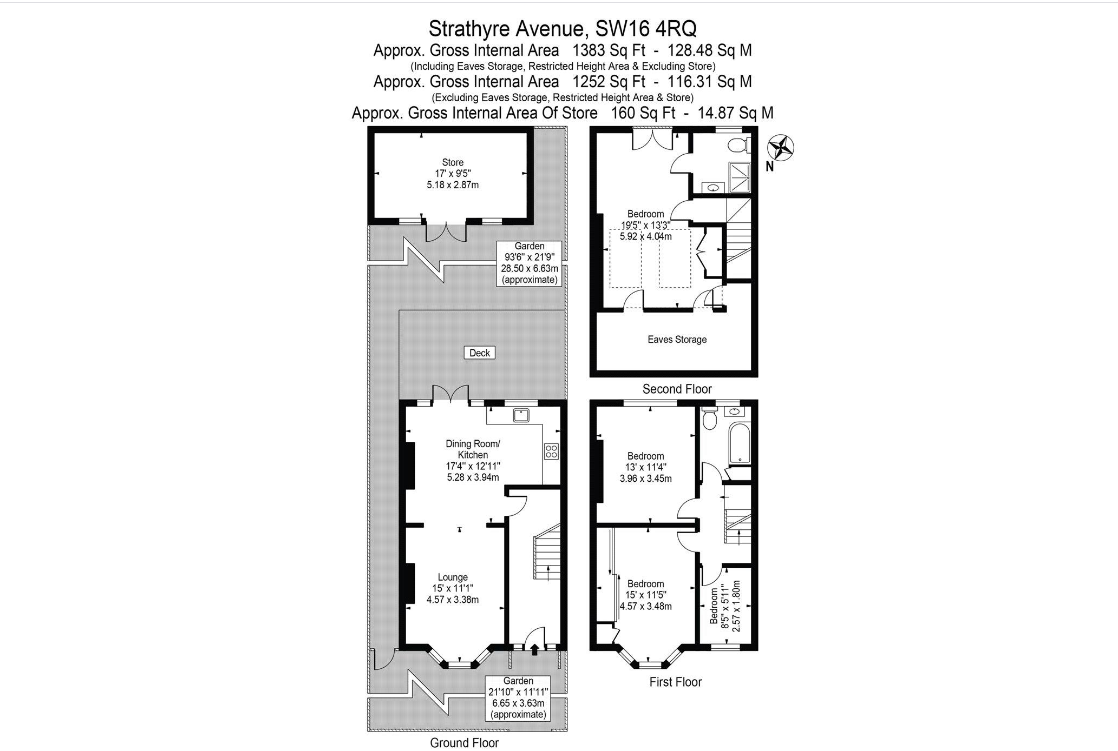 Strathyre Avenue, SW16 4RQ
Approx. Gross Internal Area 1383 Sq Ft - 128.48 Sq M
(Including Eaves Storage, Restricted Height Area & Excluding Store)
Approx. Gross Internal Area 1252 Sq Ft - 116.31 Sq M
(Excluding Eaves Storage, Restricted Height Area & Store)
Approx. Gross Internal Area Of Store 160 Sq Ft - 14.87 Sq M
N
Store
17' x 9'5"
5.18 x 2.87m
Garden
93'6" x 21'9"
28.50 x 6.63m
(approximate)
Deck
Dining Room/
Kitchen
17'4" x 12'11"
5.28 x 3.94m
Lounge
15' x 11'1"
4.57 x 3.38m
Garden
21'10" x 11'11"
6.65 x 3.63m
(approximate)
Ground Floor
Bedroom
19'5" x 13'3"
5.92 x 4.04m
Eaves Storage
Second Floor
Bedroom
13' x 11'4"
3.96 x 3.45m
Bedroom
15' x 11'5"
4.57 x 3.48m
Bedroom
8'5" x 5'11"
2.57 x 1.80m
First Floor